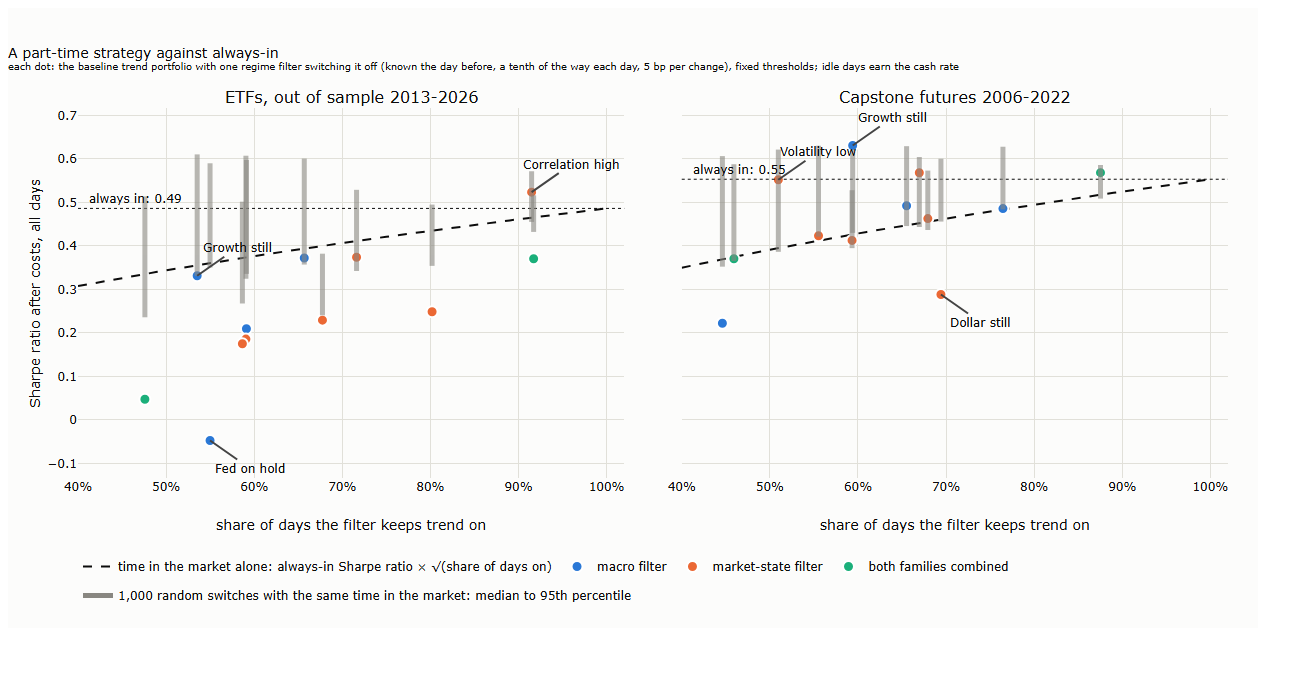 A part-time strategy against always-in
each dot: the baseline trend portfolio with one regime filter switching it off (known the day before, a tenth of the way each day, 5 bp per change), fixed thresholds; idle days earn the cash rate
ETFs, out of sample 2013-2026
Capstone futures 2006-2022
Sharpe ratio after costs, all days
0.7
0.6
0.5
0.4
0.3
0.2
0.1
0
−0.1
always in: 0.49
Correlation high
Growth still
Fed on hold
40% 50% 60% 70% 80% 90% 100%
share of days the filter keeps trend on
Growth still
Volatility low
always in: 0.55
Dollar still
40% 50% 60% 70% 80% 90% 100%
share of days the filter keeps trend on
time in the market alone: always-in Sharpe ratio × √(share of days on)
macro filter
market-state filter
both families combined
1,000 random switches with the same time in the market: median to 95th percentile